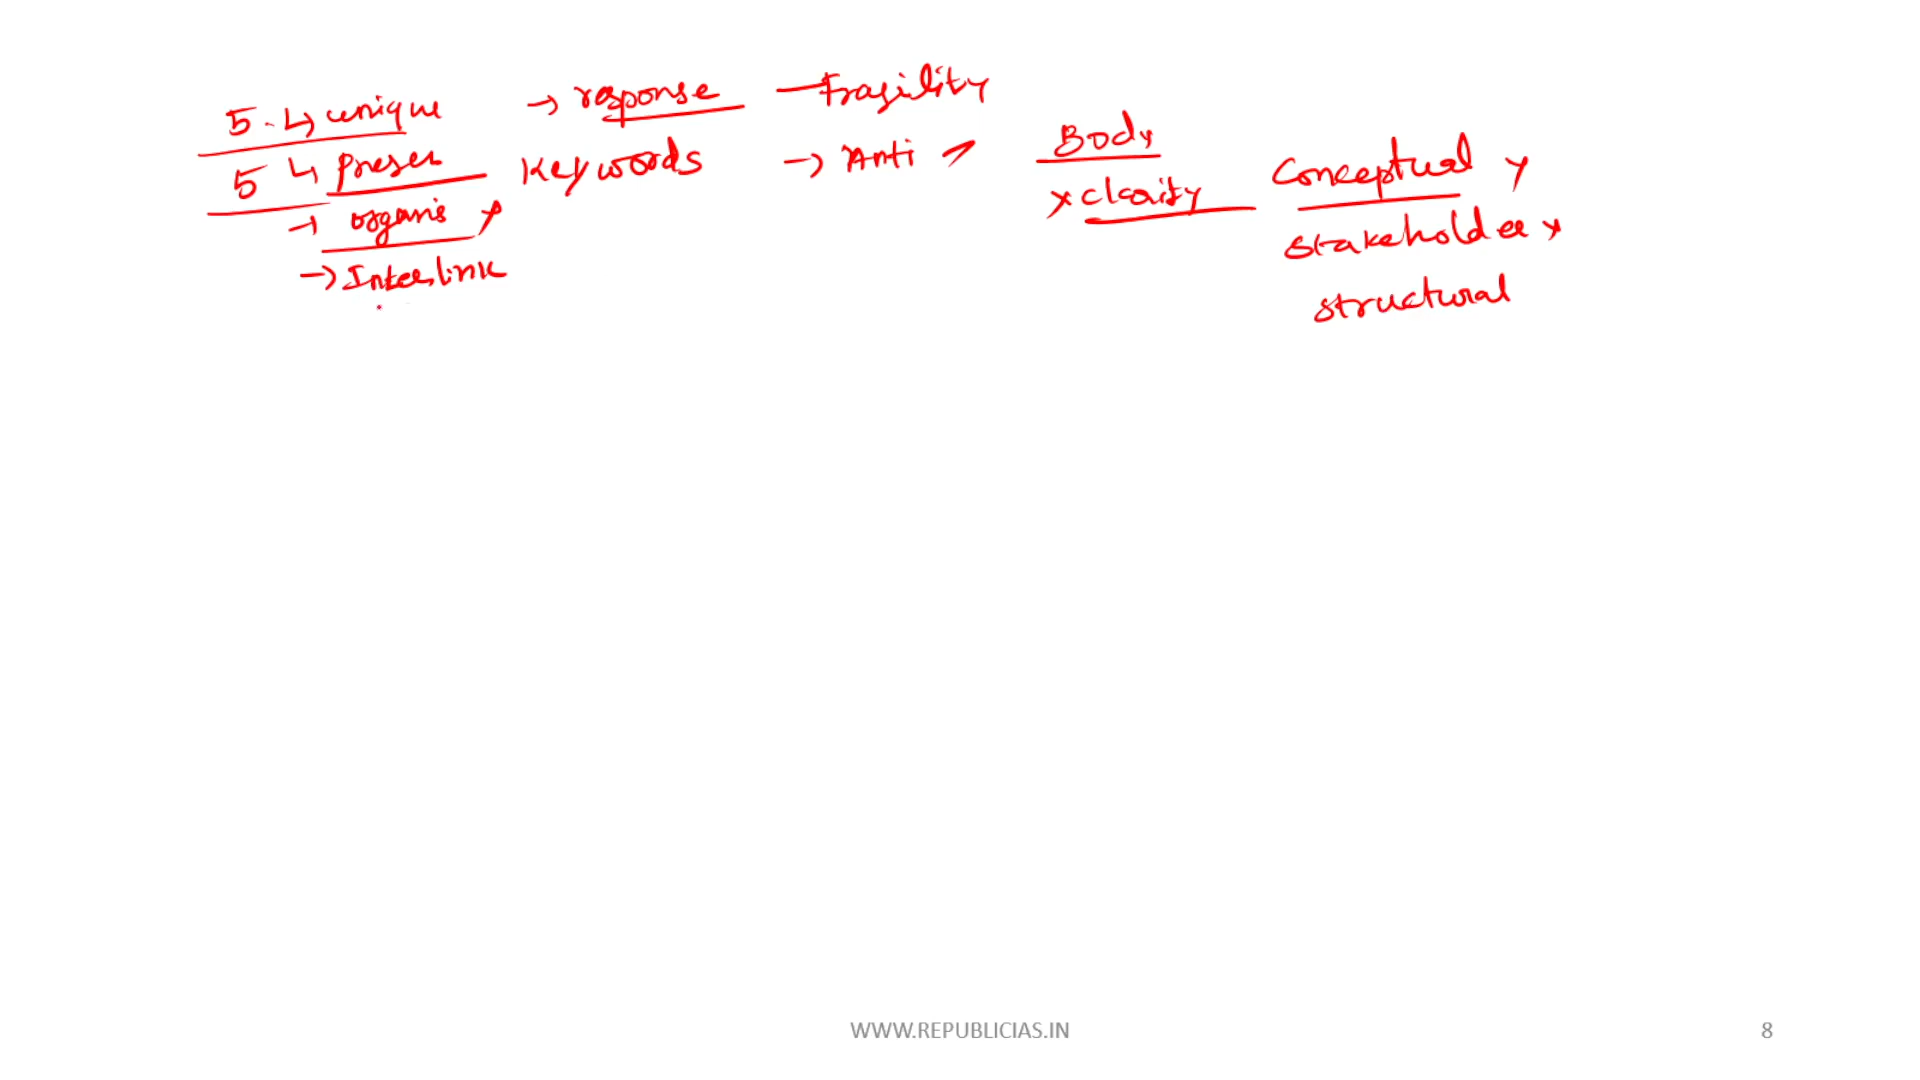 5. ↳ unique → response — Fragility
5 ↳ Presen Keywords → Anti ↗
→ organis
→ Interlink
Body
x clarity
Conceptual
Stakeholder x
structural
WWW.REPUBLICIAS.IN
8